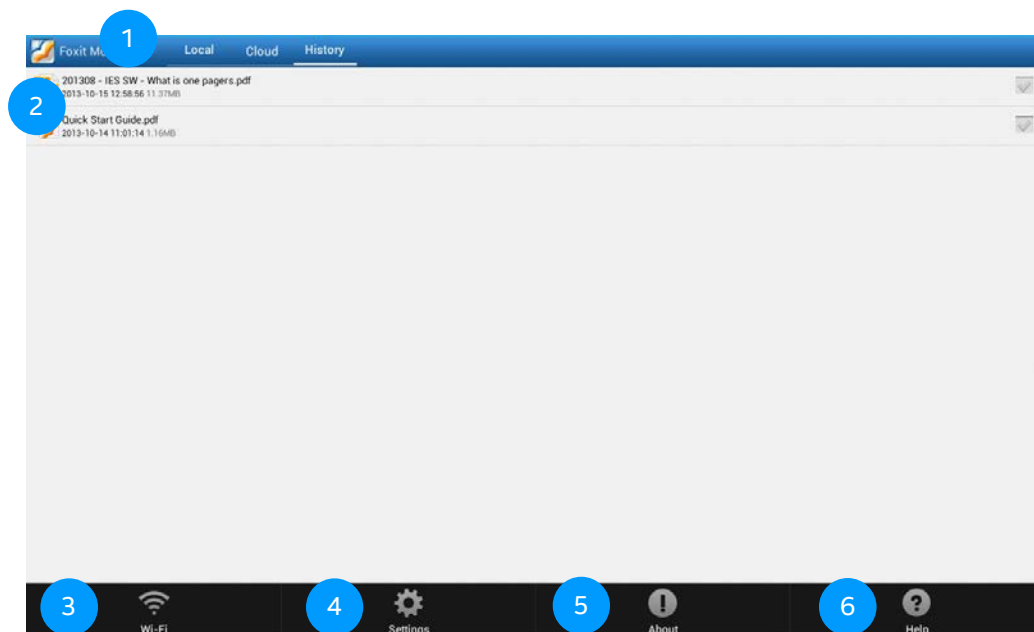 1
Foxit Local Cloud History
201308 - IES SW - What is one pagers.pdf
2013-10-15 12:58:56 11.37MB
2
Quick Start Guide.pdf
2013-10-14 11:01:14 1.16MB
3 4 5 6
Wi-Fi Settings About Help